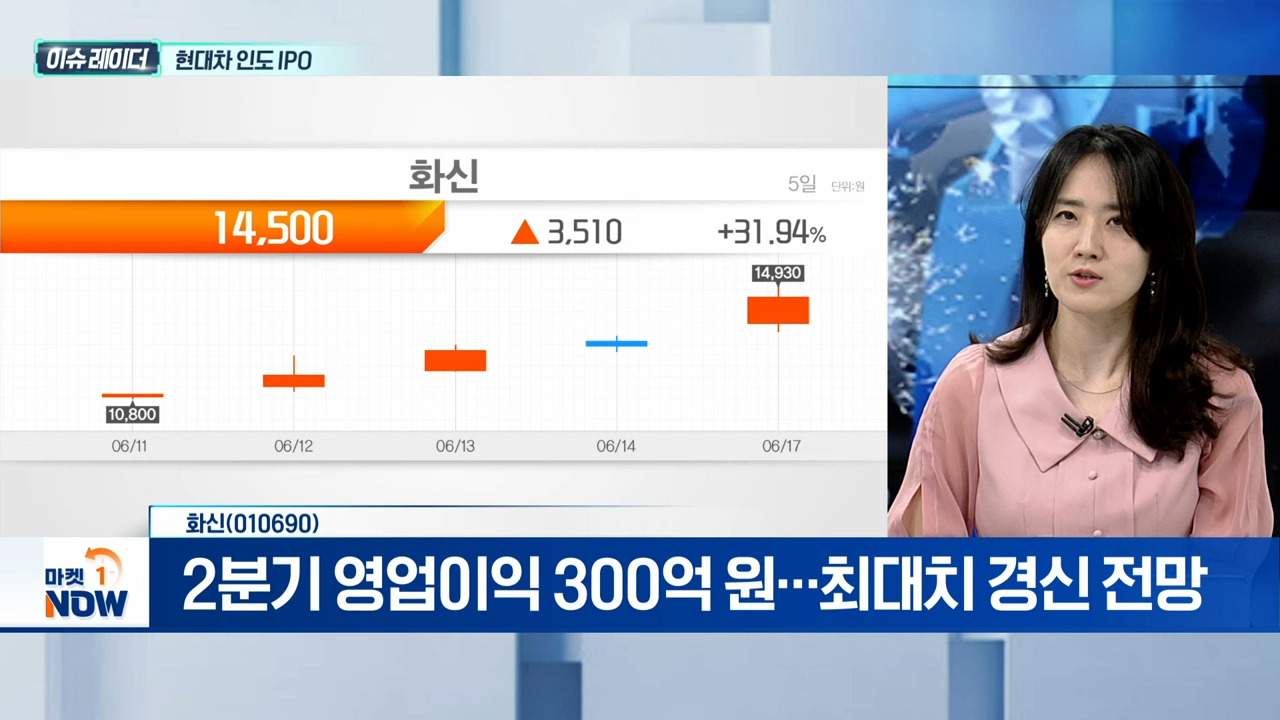 이슈 레이더 현대차 인도 IPO
화신
5일 단위:원
14,500 ▲ 3,510 +31.94%
14,930
10,800
06/11 06/12 06/13 06/14 06/17
화신(010690)
마켓 1
NOW
2분기 영업이익 300억 원…최대치 경신 전망